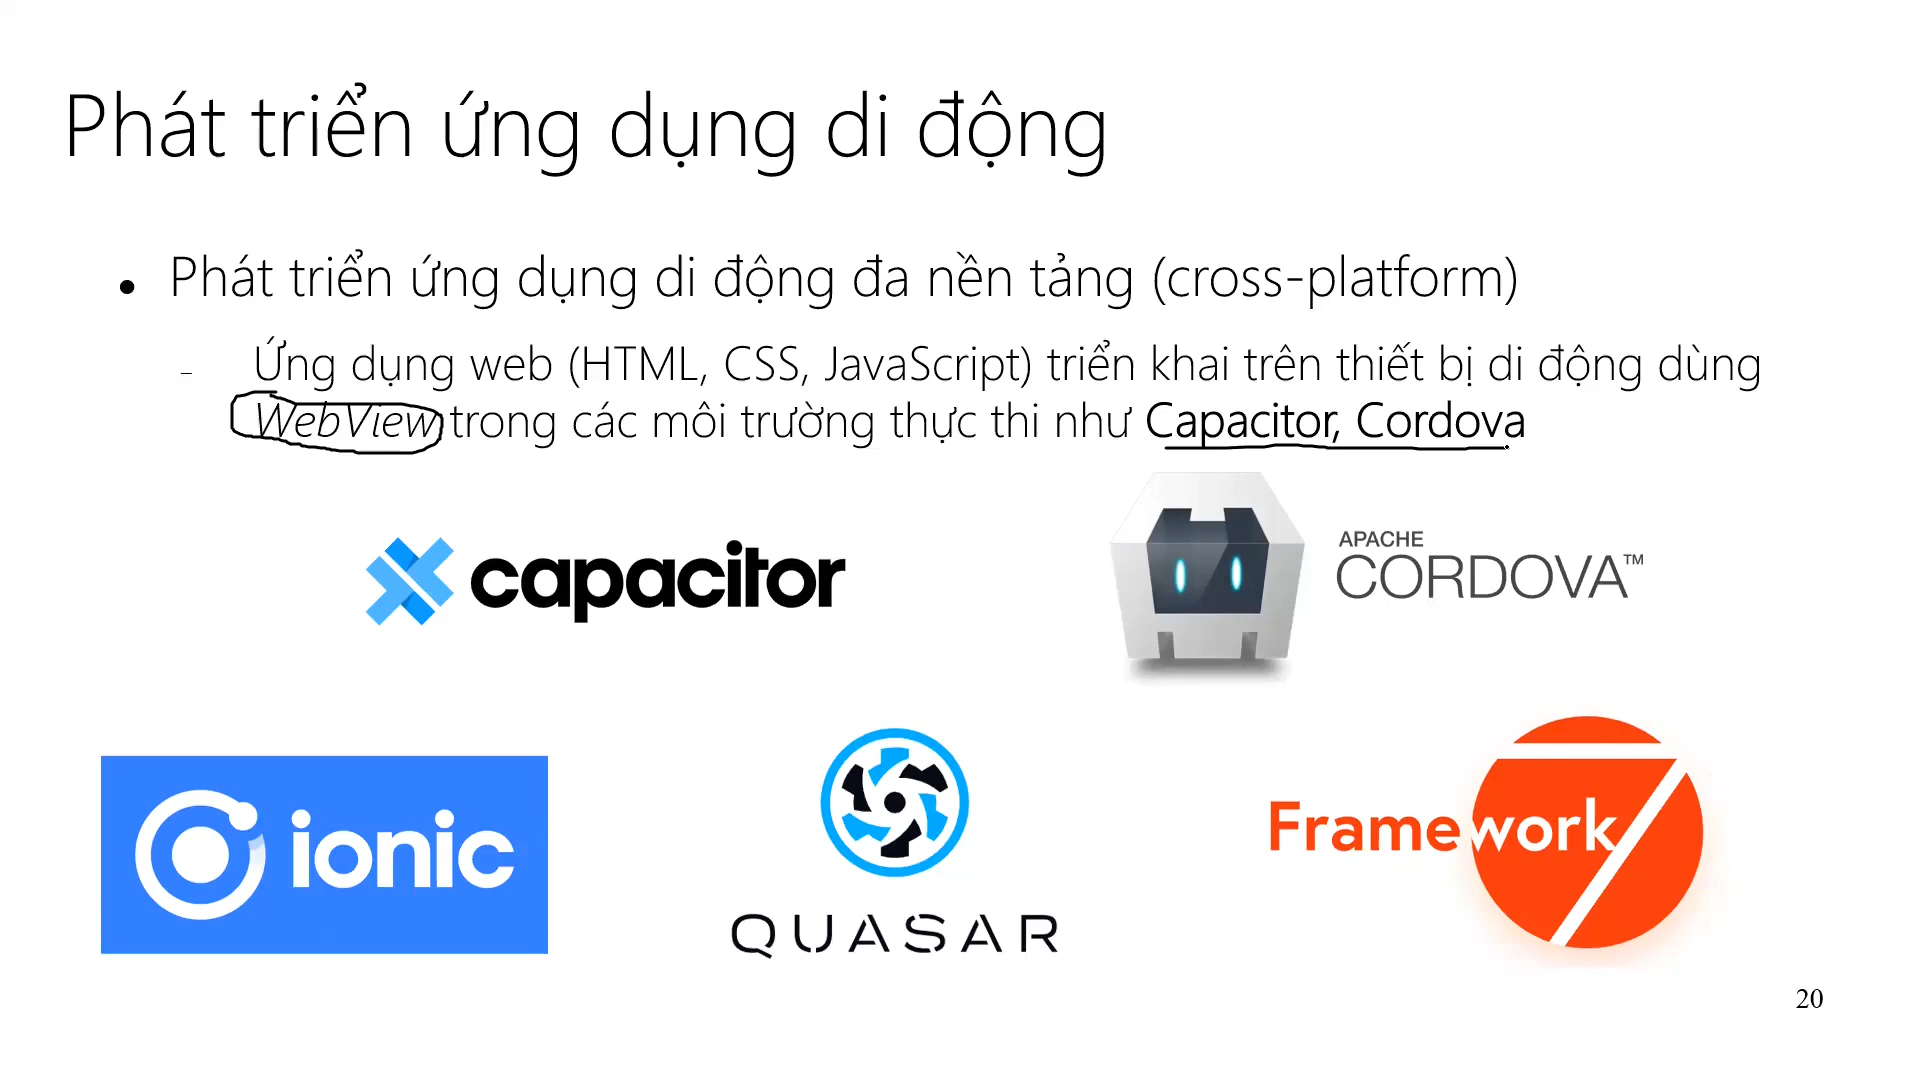 Phát triển ứng dụng di động
● Phát triển ứng dụng di động đa nền tảng (cross-platform)
– Ứng dụng web (HTML, CSS, JavaScript) triển khai trên thiết bị di động dùng
WebView trong các môi trường thực thi như Capacitor, Cordova
capacitor
APACHE
CORDOVA™
ionic
QUASAR
Framework7
20